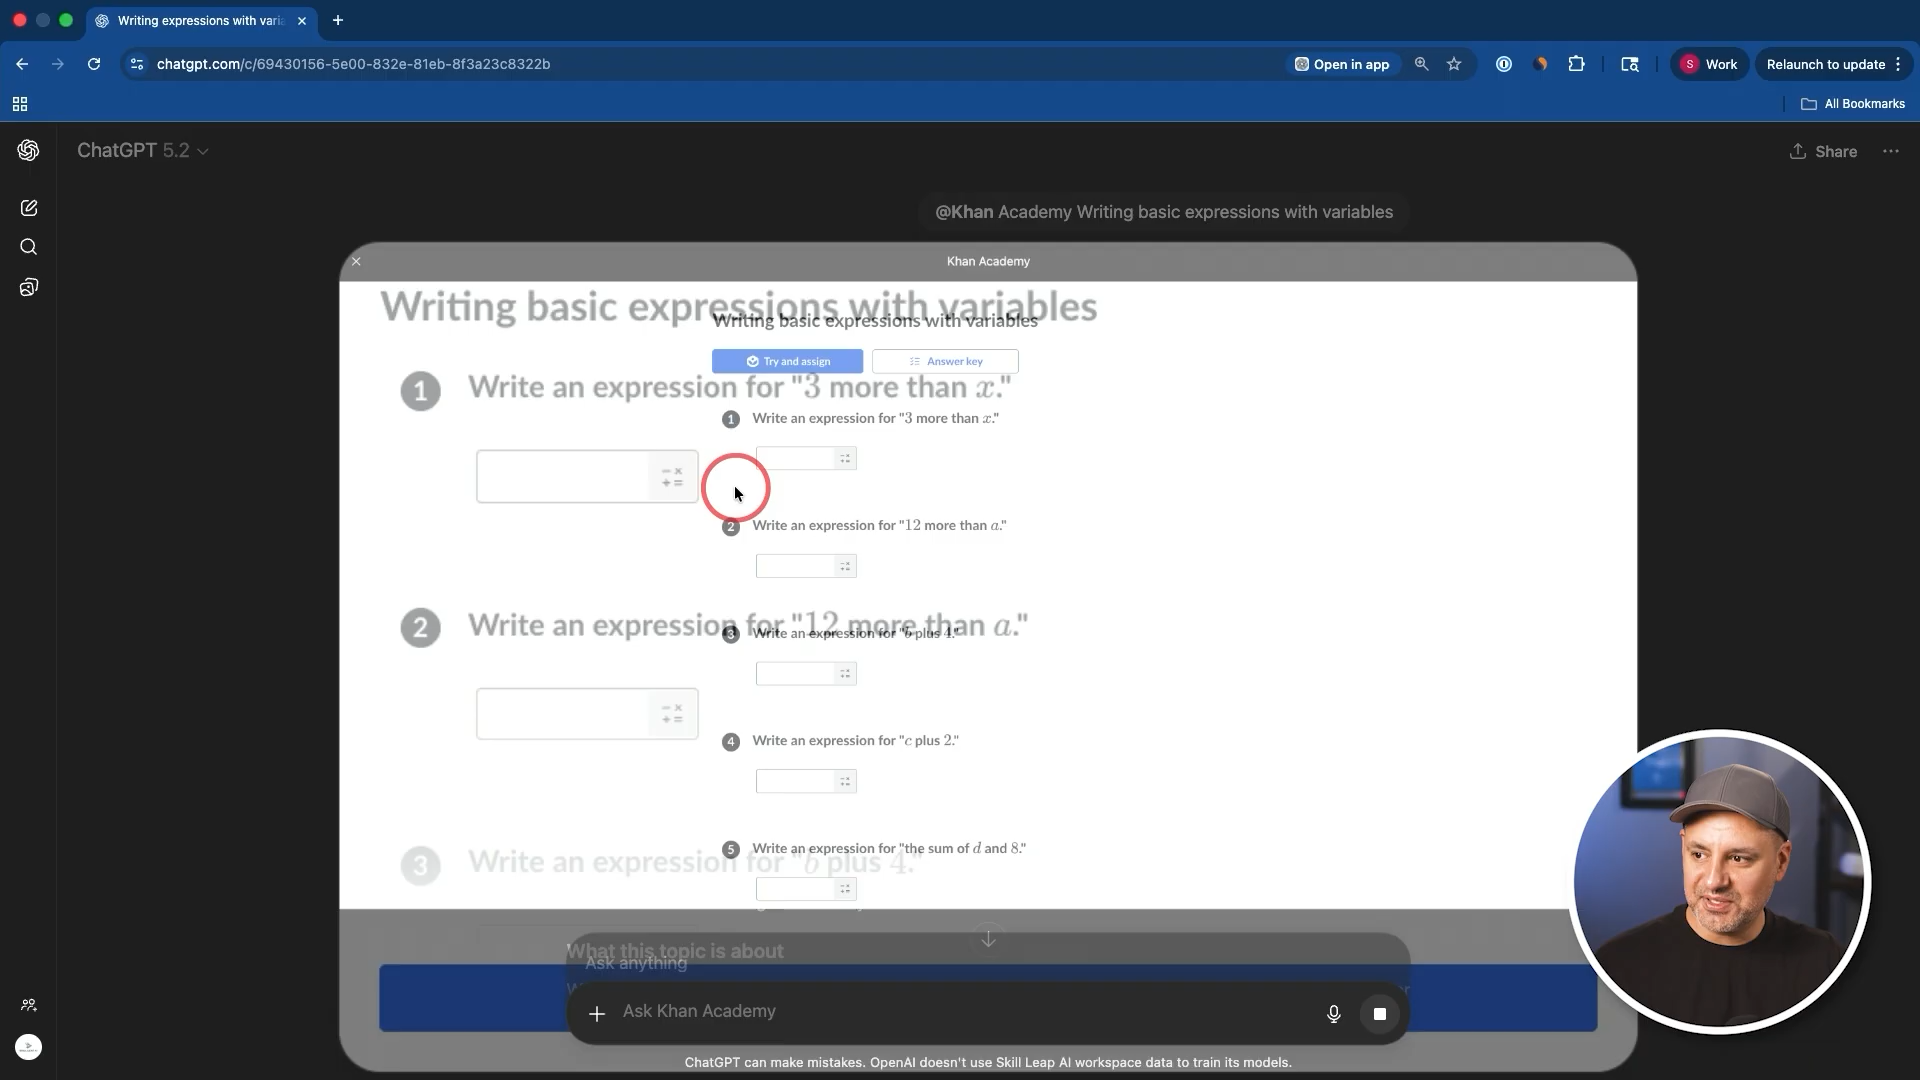 Writing expressions with varia
chatgpt.com/c/69430156-5e00-832e-81eb-8f3a23c8322b
Open in app
S
Work
Relaunch to update
All Bookmarks
ChatGPT 5.2
Share
@Khan Academy Writing basic expressions with variables
Khan Academy
Writing basic expressions with variables
Writing basic expressions with variables
Try and assign
Answer key
1 Write an expression for "3 more than x."
1 Write an expression for "3 more than x."
2 Write an expression for "12 more than a."
2 Write an expression for "12 more than a."
3 Write an expression for "b plus 4."
4 Write an expression for "c plus 2."
5 Write an expression for "the sum of d and 8."
3 Write an expression for "b plus 4."
What this topic is about
Ask anything
Ask Khan Academy
ChatGPT can make mistakes. OpenAI doesn't use Skill Leap AI workspace data to train its models.